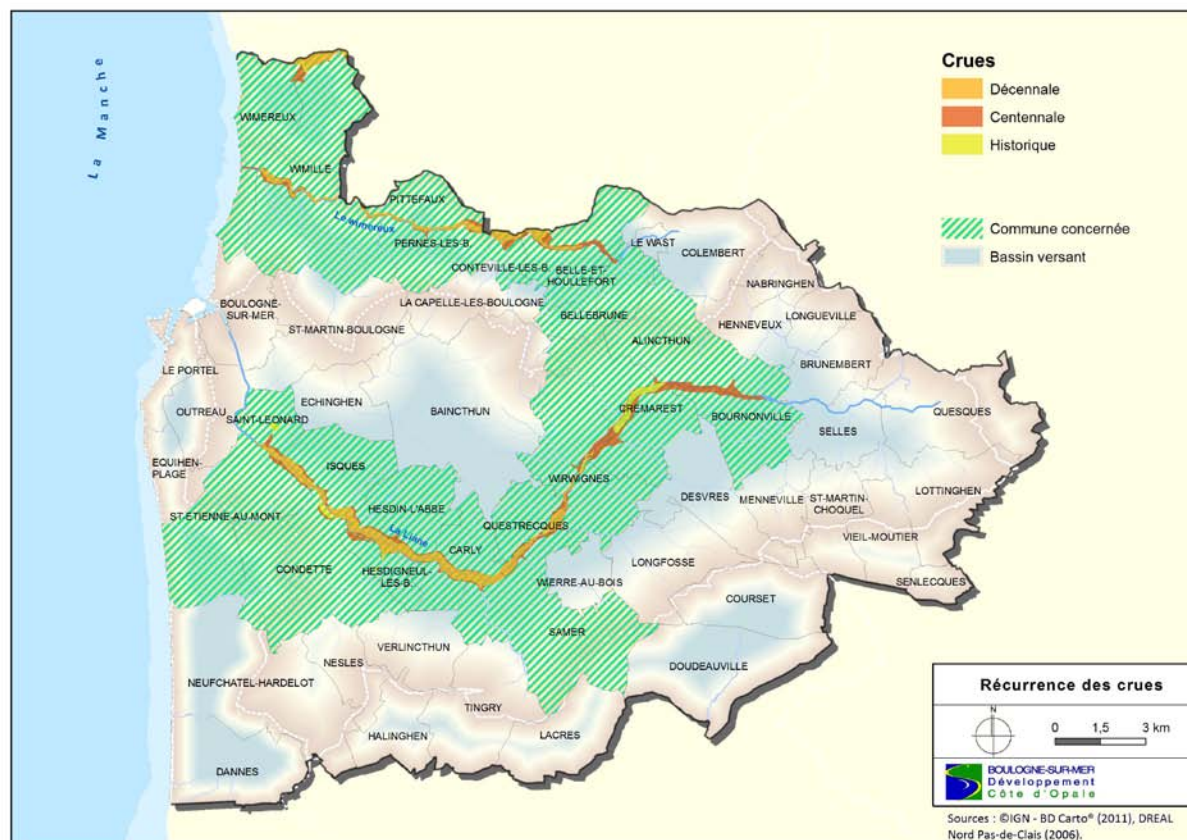 La Manche
Crues
Décennale
Centennale
Historique
Commune concernée
Bassin versant
WIMEREUX
WIMILLE
PITTEFAUX
Le wimereux
PERNES-LES-B.
CONTEVILLE-LES-B.
BELLE-ET-
HOULLEFORT
LE WAST
COLEMBERT
NABRINGHEN
BOULOGNE-
SUR-MER
LA CAPELLE-LES-BOULOGNE
ST-MARTIN-BOULOGNE
BELLEBRUNE
HENNEVEUX
LONGUEVILLE
ALINCTHUN
BRUNEMBERT
LE PORTEL
OUTREAU
ECHINGHEN
BAINCTHUN
SAINT-LEONARD
CREMAREST
BOURNONVILLE
QUESQUES
SELLES
EQUIHEN-
PLAGE
ISQUES
WIRWIGNES
DESVRES
MENNEVILLE
ST-MARTIN-
CHOQUEL
LOTTINGHEN
ST-ETIENNE-AU-MONT
HESDIN-L'ABBE
QUESTRECQUES
La Liane
CARLY
VIEIL-MOUTIER
CONDETTE
HESDIGNEUL-
LES-B.
WIERRE-AU-BOIS
LONGFOSSE
SENLECQUES
COURSET
SAMER
VERLINCTHUN
NESLES
DOUDEAUVILLE
NEUFCHATEL-HARDELOT
TINGRY
HALINGHEN
LACRES
DANNES
Récurrence des crues
N
0 1,5 3 km
BOULOGNE-SUR-MER
Développement
Côte d'Opale
Sources : ©IGN - BD Carto® (2011), DREAL
Nord Pas-de-Clais (2006).